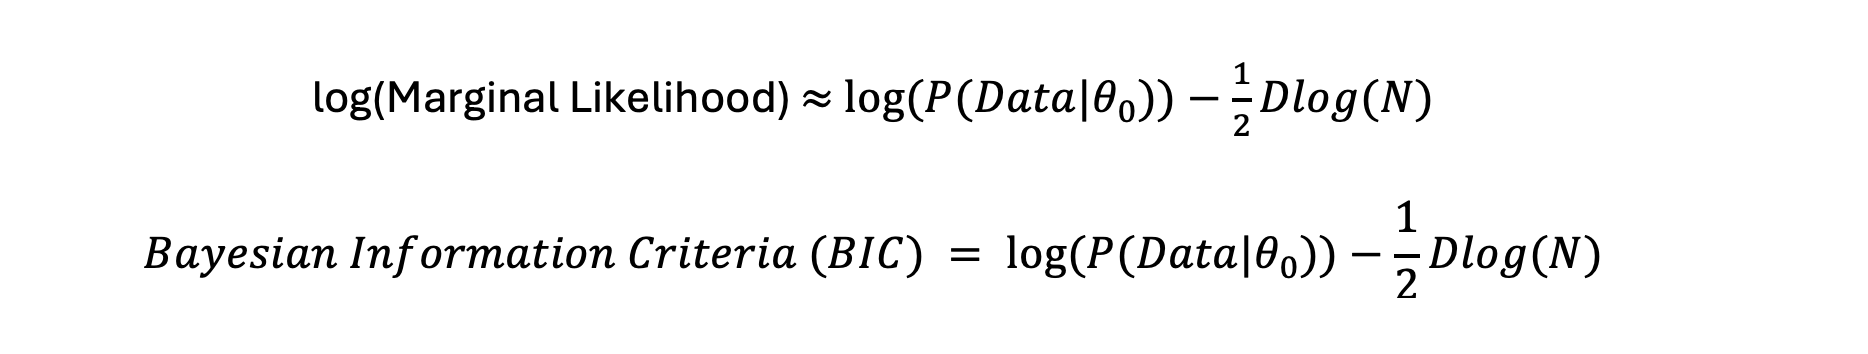 log(Marginal Likelihood) ≈ log(P(Data|θ₀)) − ½Dlog(N)
Bayesian Information Criteria (BIC) = log(P(Data|θ₀)) − ½Dlog(N)